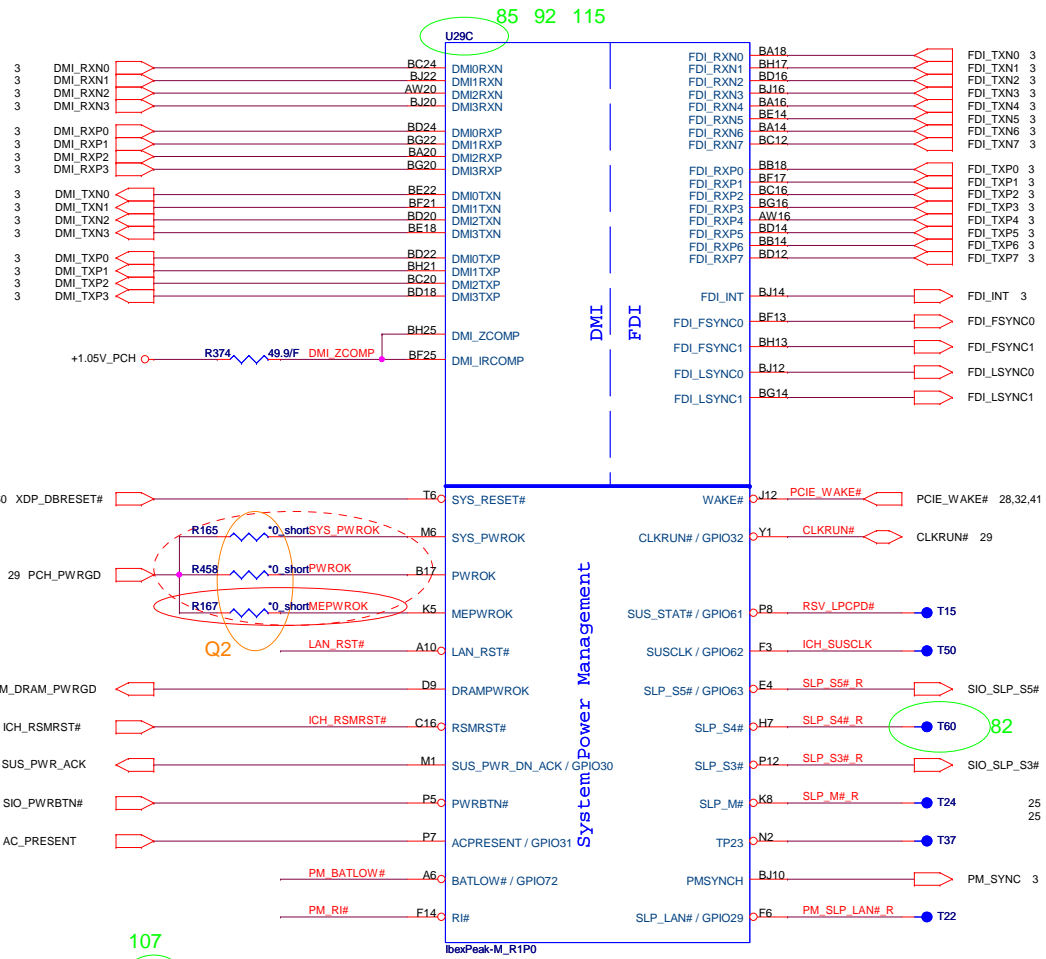 85 92 115
U29C
3 DMI_RXN0 BC24 DMI0RXN FDI_RXN0 BA18 FDI_TXN0 3
3 DMI_RXN1 BJ22 DMI1RXN FDI_RXN1 BH17 FDI_TXN1 3
3 DMI_RXN2 AW20 DMI2RXN FDI_RXN2 BD16 FDI_TXN2 3
3 DMI_RXN3 BJ20 DMI3RXN FDI_RXN3 BJ16 FDI_TXN3 3
FDI_RXN4 BA16 FDI_TXN4 3
3 DMI_RXP0 BD24 DMI0RXP FDI_RXN5 BE14 FDI_TXN5 3
3 DMI_RXP1 BG22 DMI1RXP FDI_RXN6 BA14 FDI_TXN6 3
3 DMI_RXP2 BA20 DMI2RXP FDI_RXN7 BC12 FDI_TXN7 3
3 DMI_RXP3 BG20 DMI3RXP FDI_RXP0 BB18 FDI_TXP0 3
FDI_RXP1 BF17 FDI_TXP1 3
3 DMI_TXN0 BE22 DMI0TXN FDI_RXP2 BC16 FDI_TXP2 3
3 DMI_TXN1 BF21 DMI1TXN FDI_RXP3 BG16 FDI_TXP3 3
3 DMI_TXN2 BD20 DMI2TXN FDI_RXP4 AW16 FDI_TXP4 3
3 DMI_TXN3 BE18 DMI3TXN FDI_RXP5 BD14 FDI_TXP5 3
FDI_RXP6 BB14 FDI_TXP6 3
3 DMI_TXP0 BD22 DMI0TXP FDI_RXP7 BD12 FDI_TXP7 3
3 DMI_TXP1 BH21 DMI1TXP
3 DMI_TXP2 BC20 DMI2TXP
3 DMI_TXP3 BD18 DMI3TXP FDI_INT BJ14 FDI_INT 3
DMI FDI
FDI_FSYNC0 BF13 FDI_FSYNC0
BH25 DMI_ZCOMP FDI_FSYNC1 BH13 FDI_FSYNC1
+1.05V_PCH R374 49.9/F DMI_ZCOMP BF25 DMI_IRCOMP
FDI_LSYNC0 BJ12 FDI_LSYNC0
FDI_LSYNC1 BG14 FDI_LSYNC1
0 XDP_DBRESET# T6 SYS_RESET# WAKE# J12 PCIE_WAKE# PCIE_WAKE# 28,32,41
R165 *0_short SYS_PWROK M6 SYS_PWROK CLKRUN# / GPIO32 Y1 CLKRUN# CLKRUN# 29
29 PCH_PWRGD R458 *0_short PWROK B17 PWROK
R167 *0_short MEPWROK K5 MEPWROK SUS_STAT# / GPIO61 P8 RSV_LPCPD# T15
Q2
LAN_RST# A10 LAN_RST# SUSCLK / GPIO62 F3 ICH_SUSCLK T50
System Power Management
M_DRAM_PWRGD D9 DRAMPWROK SLP_S5# / GPIO63 E4 SLP_S5#_R SIO_SLP_S5#
ICH_RSMRST# ICH_RSMRST# C16 RSMRST# SLP_S4# H7 SLP_S4#_R T60 82
SUS_PWR_ACK M1 SUS_PWR_DN_ACK / GPIO30 SLP_S3# P12 SLP_S3#_R SIO_SLP_S3#
SIO_PWRBTN# P5 PWRBTN# SLP_M# K8 SLP_M#_R T24 25
25
AC_PRESENT P7 ACPRESENT / GPIO31 TP23 N2 T37
PM_BATLOW# A6 BATLOW# / GPIO72 PMSYNCH BJ10 PM_SYNC 3
PM_RI# F14 RI# SLP_LAN# / GPIO29 F6 PM_SLP_LAN#_R T22
IbexPeak-M_R1P0
107